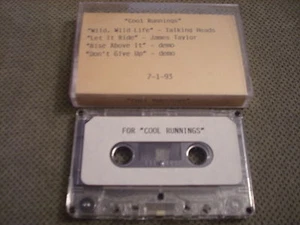 "Cool Runnings"
"Wild, Wild Life" - Talking Heads
"Let It Ride" - James Taylor
"Rise Above It" - demo
"Don't Give Up" - demo
7-1-93
FOR "COOL RUNNINGS"